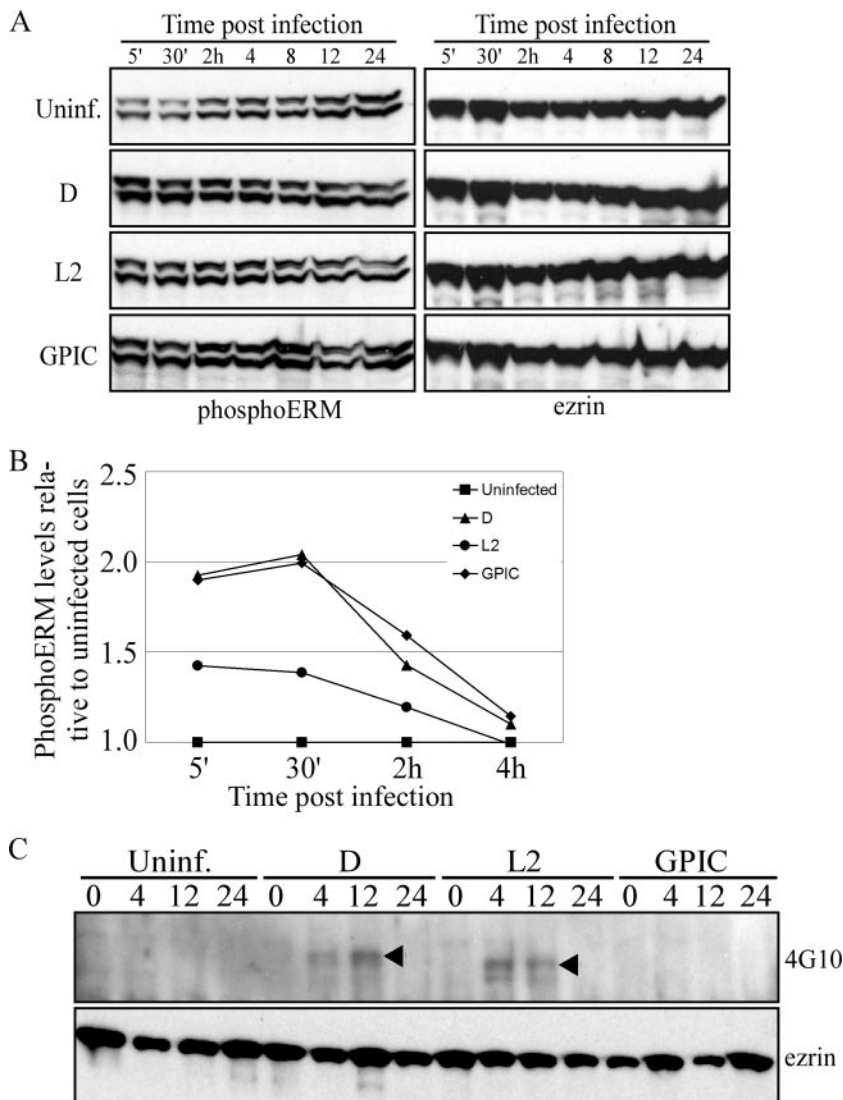 A
Time post infection Time post infection
5' 30' 2h 4 8 12 24 5' 30' 2h 4 8 12 24
Uninf.
D
L2
GPIC
phosphoERM ezrin
B
PhosphoERM levels rela-
tive to uninfected cells
2.5
2.0
1.5
1.0
Uninfected
D
L2
GPIC
5' 30' 2h 4h
Time post infection
C
Uninf. D L2 GPIC
0 4 12 24 0 4 12 24 0 4 12 24 0 4 12 24
4G10
ezrin